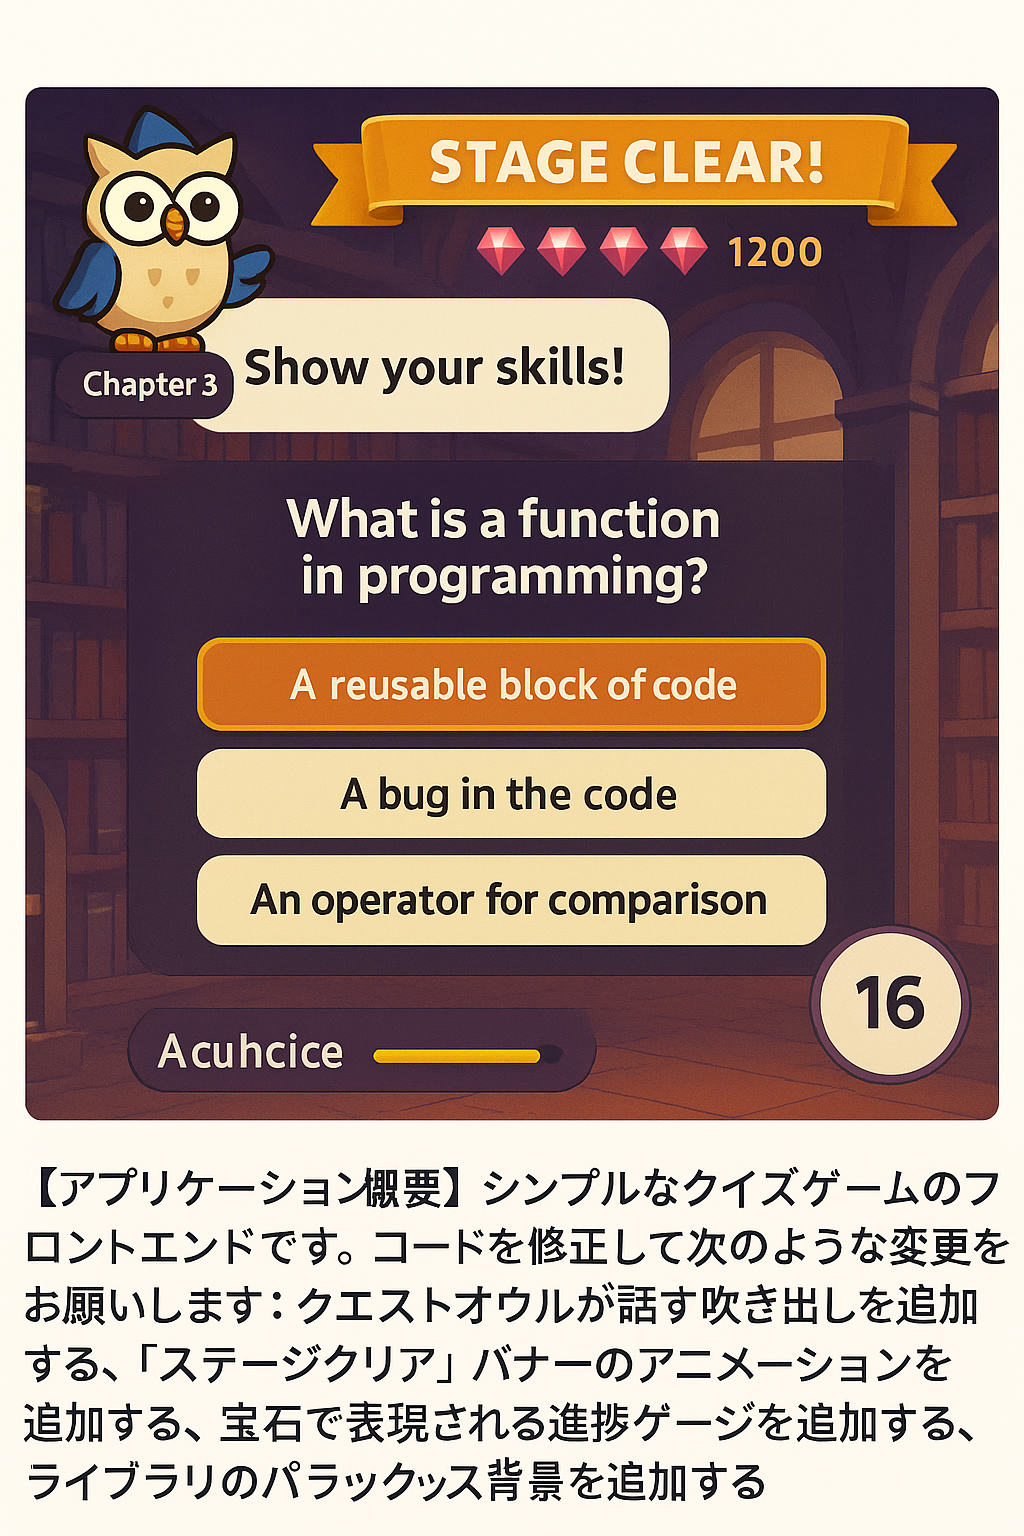 STAGE CLEAR!
1200
Show your skills!
Chapter 3
What is a function
in programming?
A reusable block of code
A bug in the code
An operator for comparison
16
Acuhcice
【アプリケーション概要】シンプルなクイズゲームのフ
ロントエンドです。コードを修正して次のような変更を
お願いします：クエストオウルが話す吹き出しを追加
する、「ステージクリア」バナーのアニメーションを
追加する、宝石で表現される進捗ゲージを追加する、
ライブラリのパラックッス背景を追加する